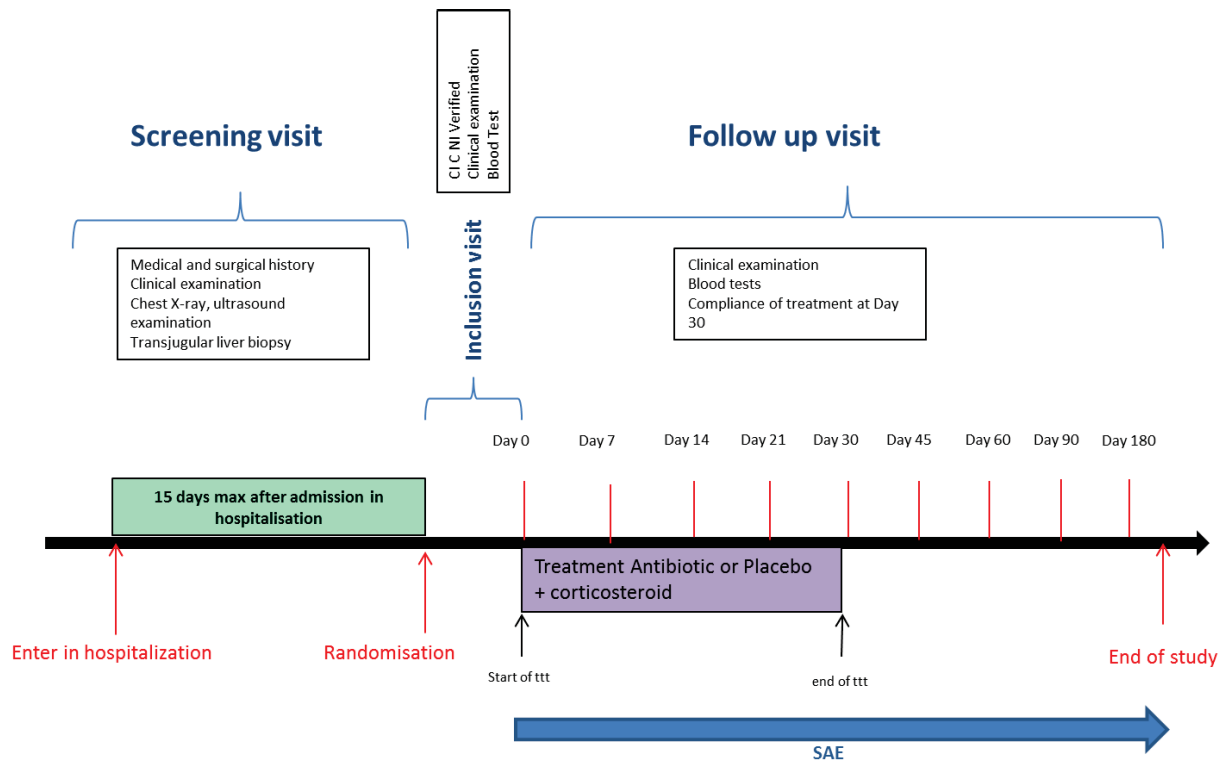 Screening visit
CI C NI Verified
Clinical examination
Blood Test
Follow up visit
Inclusion visit
Medical and surgical history
Clinical examination
Chest X-ray, ultrasound
examination
Transjugular liver biopsy
Clinical examination
Blood tests
Compliance of treatment at Day
30
Day 0 Day 7 Day 14 Day 21 Day 30 Day 45 Day 60 Day 90 Day 180
15 days max after admission in
hospitalisation
Treatment Antibiotic or Placebo
+ corticosteroid
Enter in hospitalization
Randomisation
Start of ttt
end of ttt
End of study
SAE